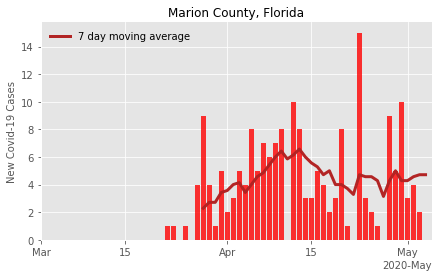 Marion County, Florida
7 day moving average
New Covid-19 Cases
14
12
10
8
6
4
2
0
Mar 15 Apr 15 May
2020-May